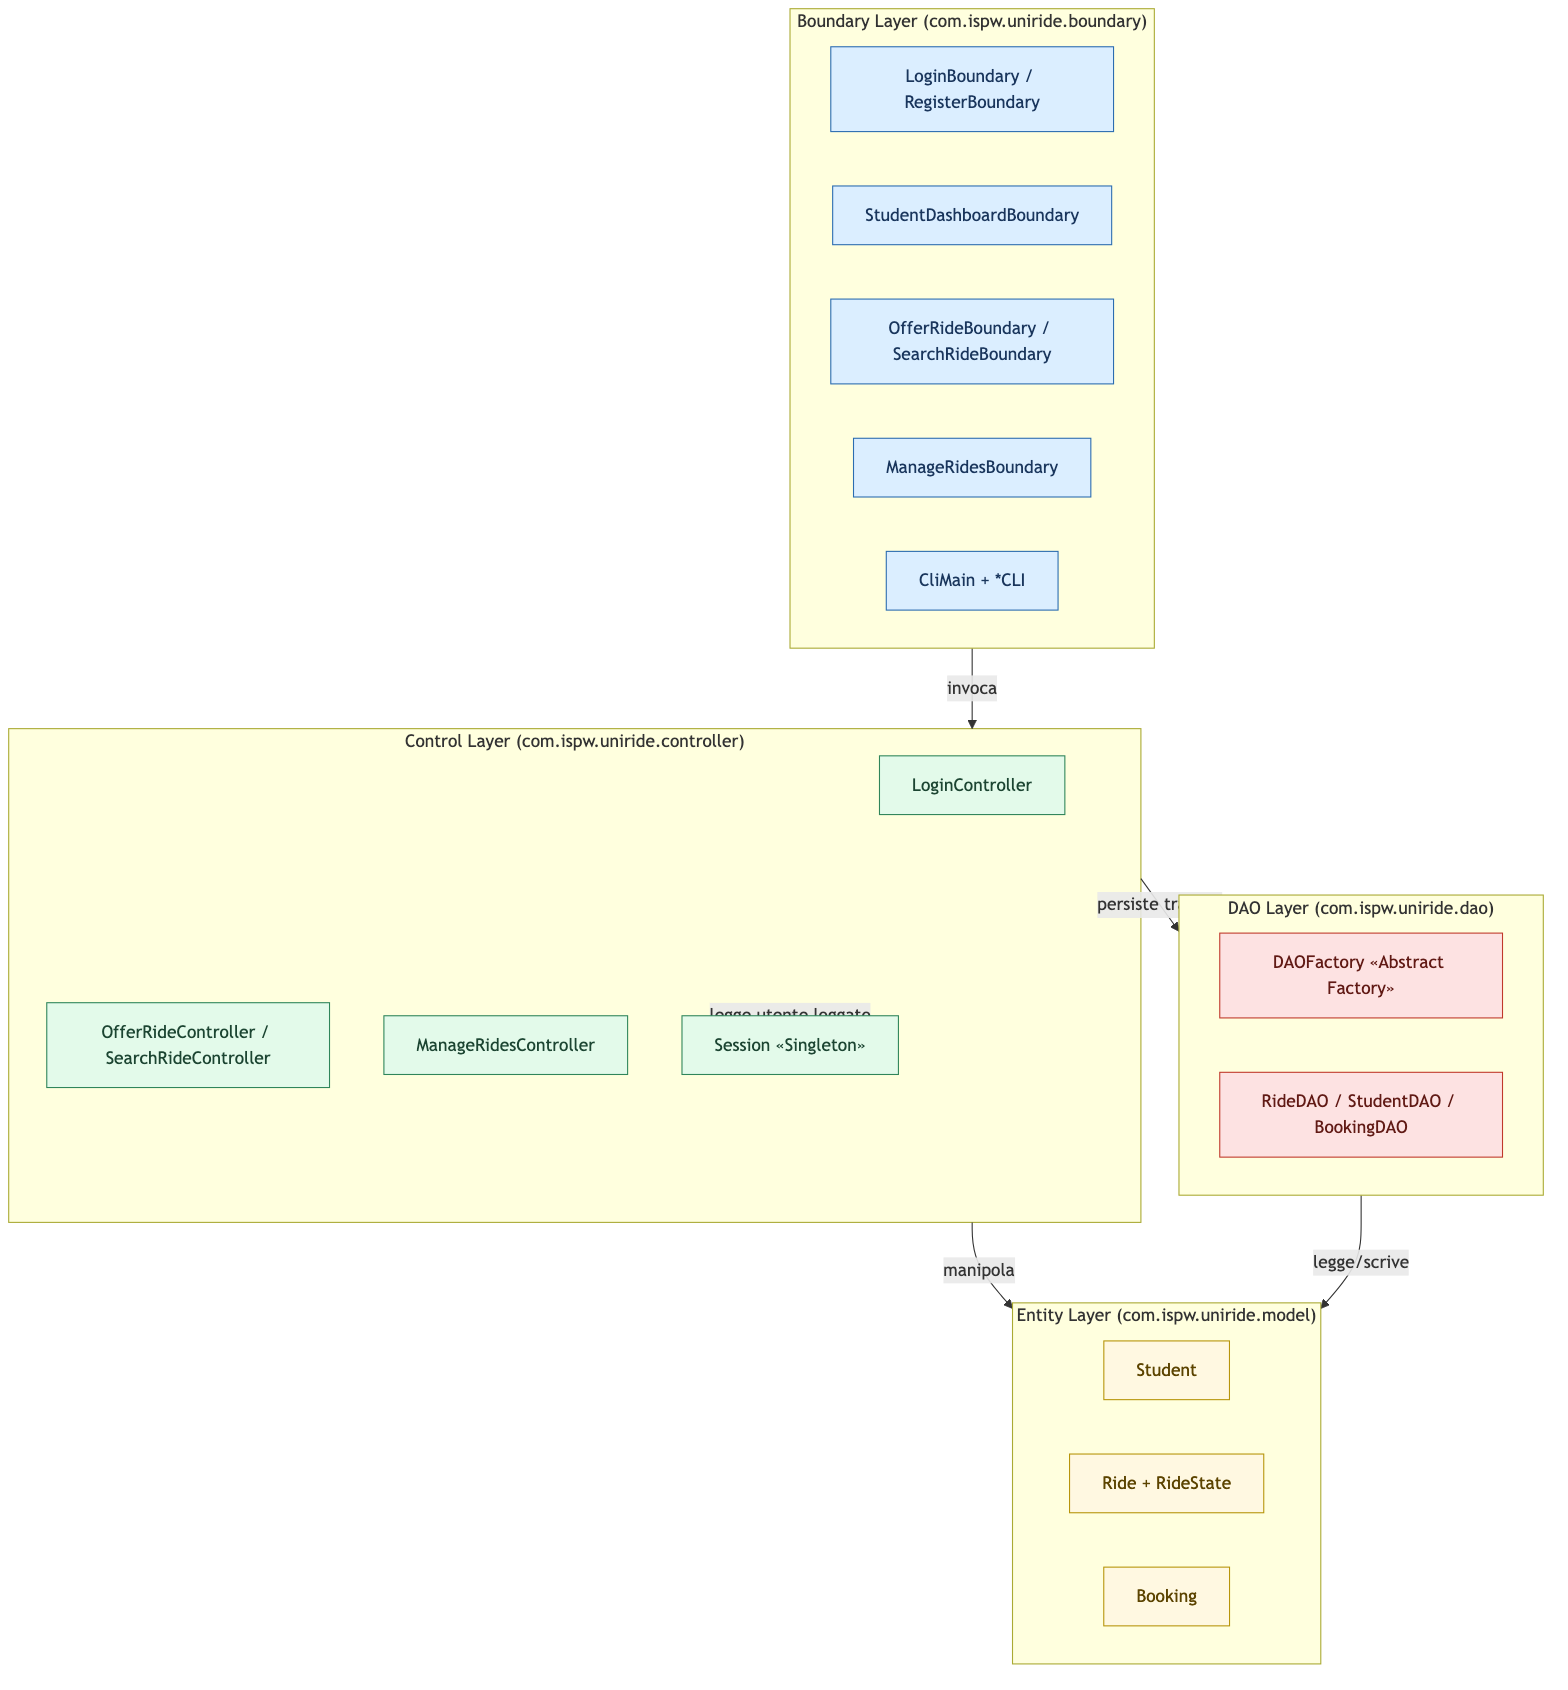 Boundary Layer (com.ispw.uniride.boundary)
LoginBoundary /
RegisterBoundary
StudentDashboardBoundary
OfferRideBoundary /
SearchRideBoundary
ManageRidesBoundary
CliMain + *CLI
invoca
Control Layer (com.ispw.uniride.controller)
LoginController
persiste
DAO Layer (com.ispw.uniride.dao)
DAOFactory «Abstract
Factory»
OfferRideController /
SearchRideController
ManageRidesController
Session «Singleton»
RideDAO / StudentDAO /
BookingDAO
manipola
legge/scrive
Entity Layer (com.ispw.uniride.model)
Student
Ride + RideState
Booking